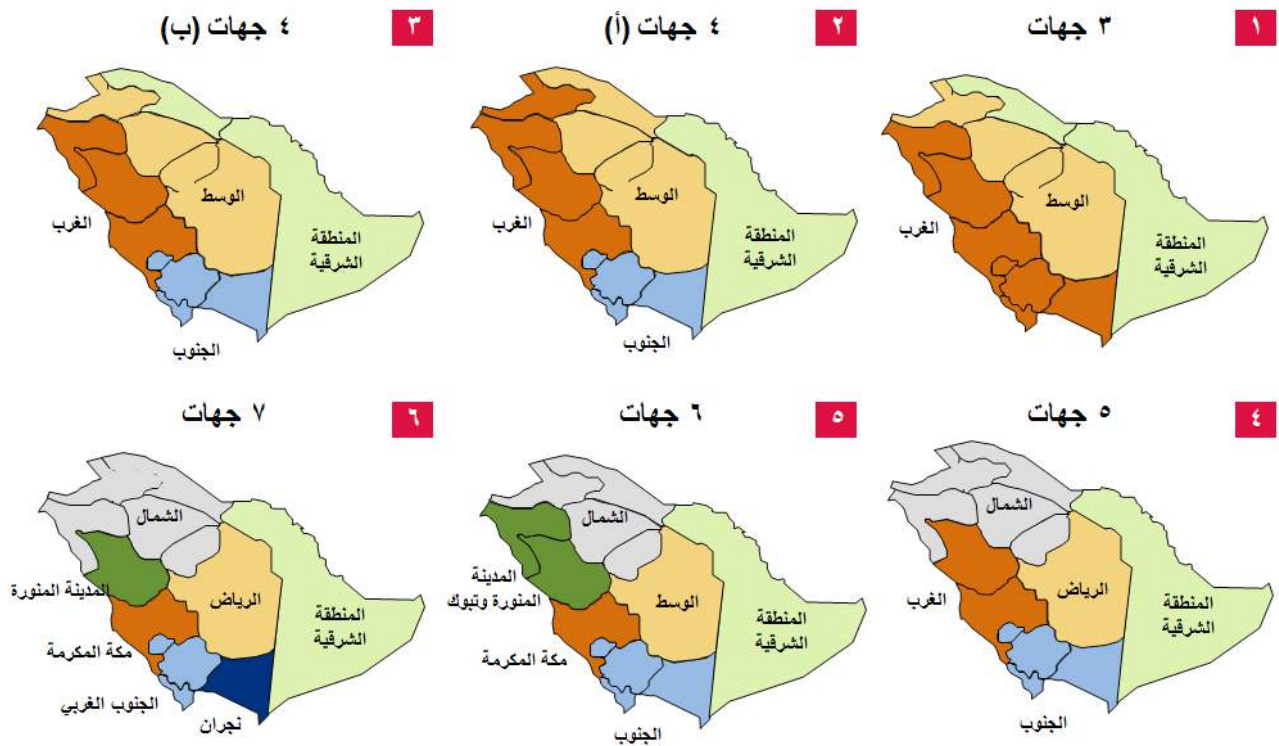 ١
٣ جهات
الغرب
الوسط
المنطقة
الشرقية
٢
٤ جهات (أ)
الغرب
الوسط
المنطقة
الشرقية
الجنوب
٣
٤ جهات (ب)
الغرب
الوسط
المنطقة
الشرقية
الجنوب
٤
٥ جهات
الشمال
الغرب
الرياض
المنطقة
الشرقية
الجنوب
٥
٦ جهات
الشمال
المدينة
المنورة وتبوك
الوسط
المنطقة
الشرقية
مكة المكرمة
الجنوب
٦
٧ جهات
الشمال
المدينة المنورة
الرياض
المنطقة
الشرقية
مكة المكرمة
الجنوب الغربي
نجران